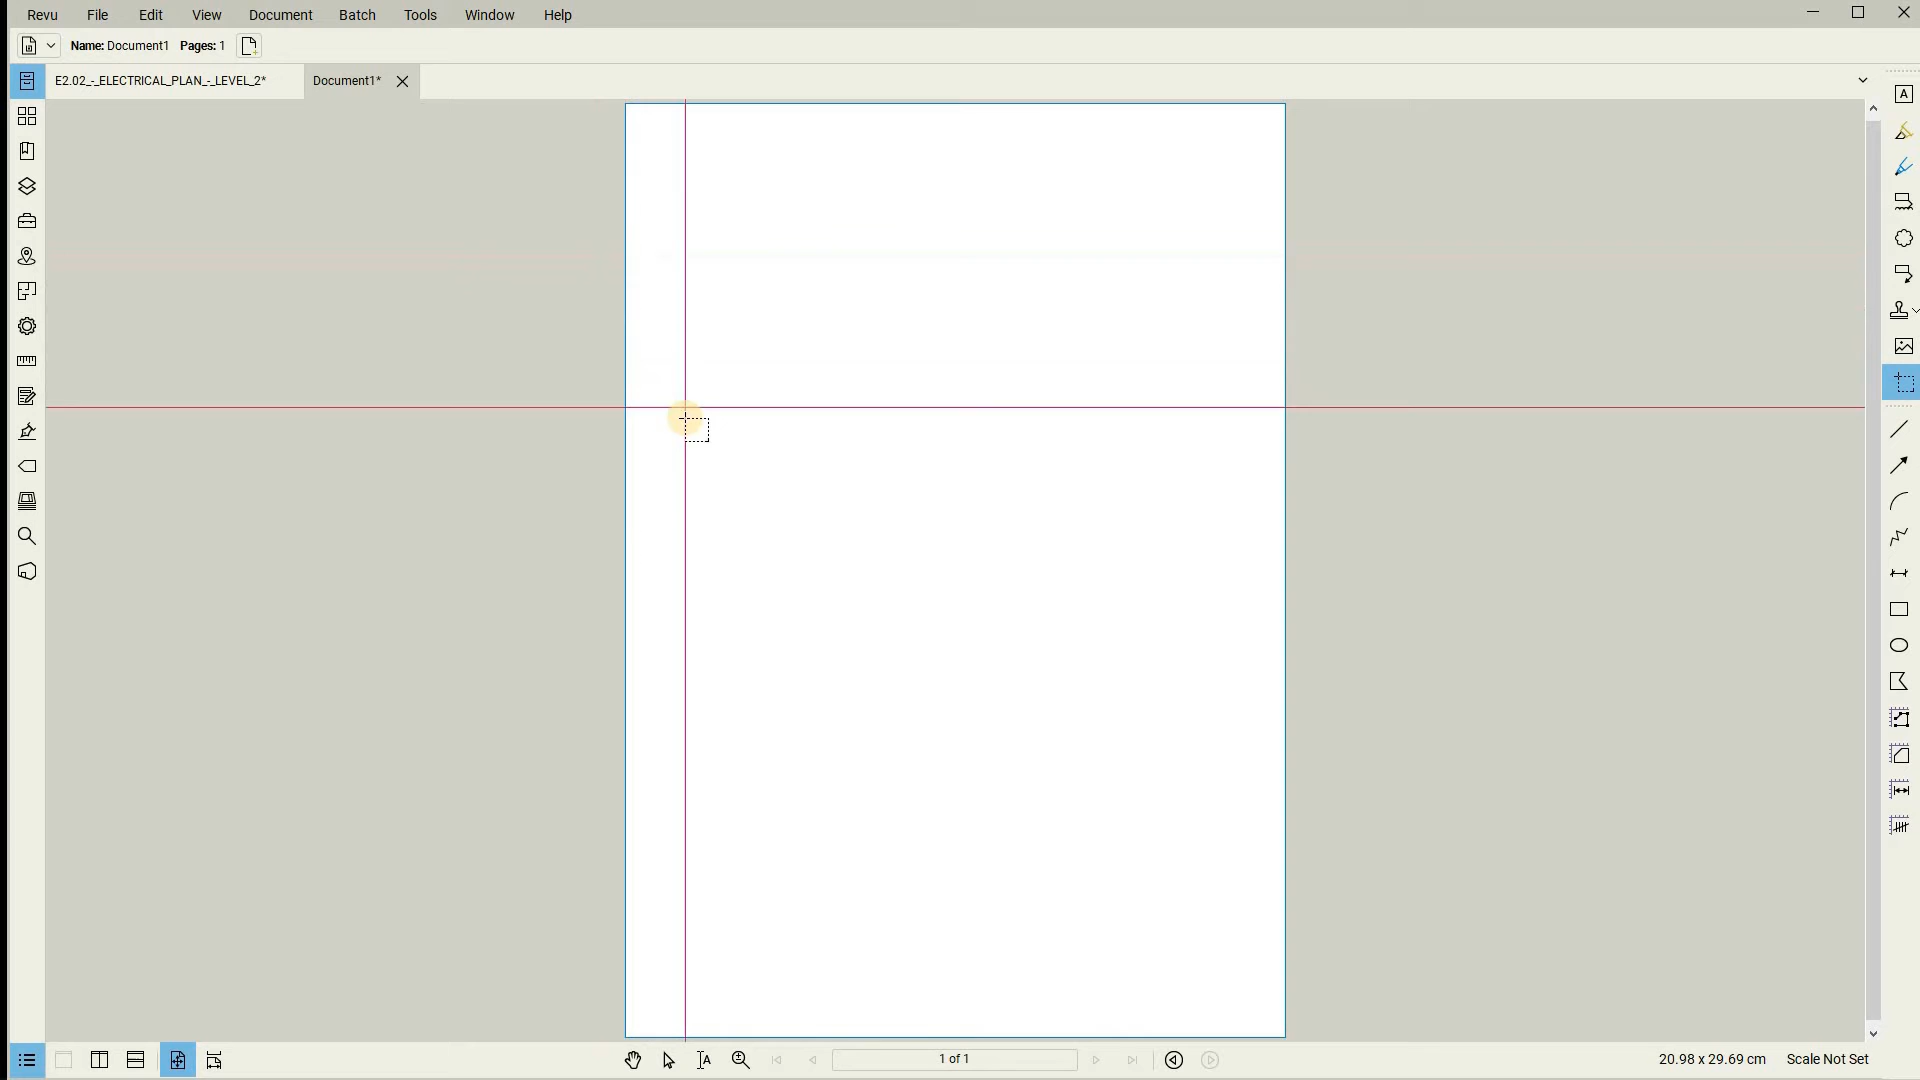 Revu File Edit View Document Batch Tools Window Help
Name: Document1 Pages: 1
E2.02_-_ELECTRICAL_PLAN_-_LEVEL_2* Document1*
A
A
1 of 1
20.98 x 29.69 cm Scale Not Set